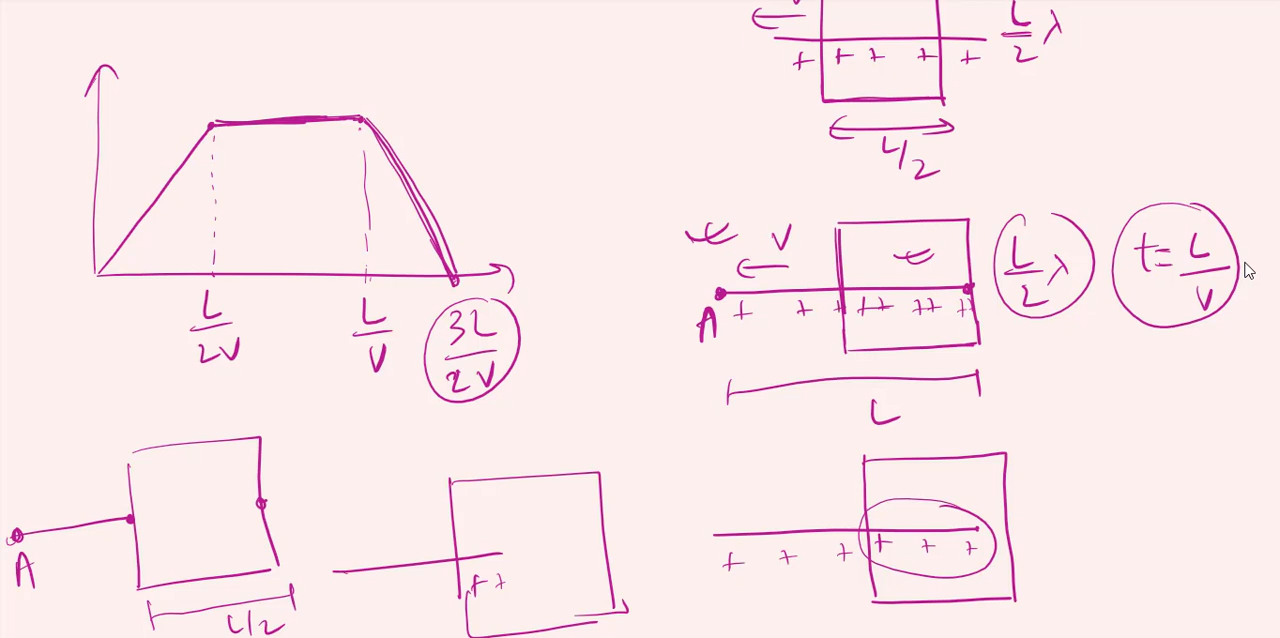 + + + + +
L/2 λ
L/2
L/2V
L/V
3L/2V
V
A + + + ++ ++ ++
L/2 λ
t = L/V
L
A
L/2
+ +
+ + + + + +